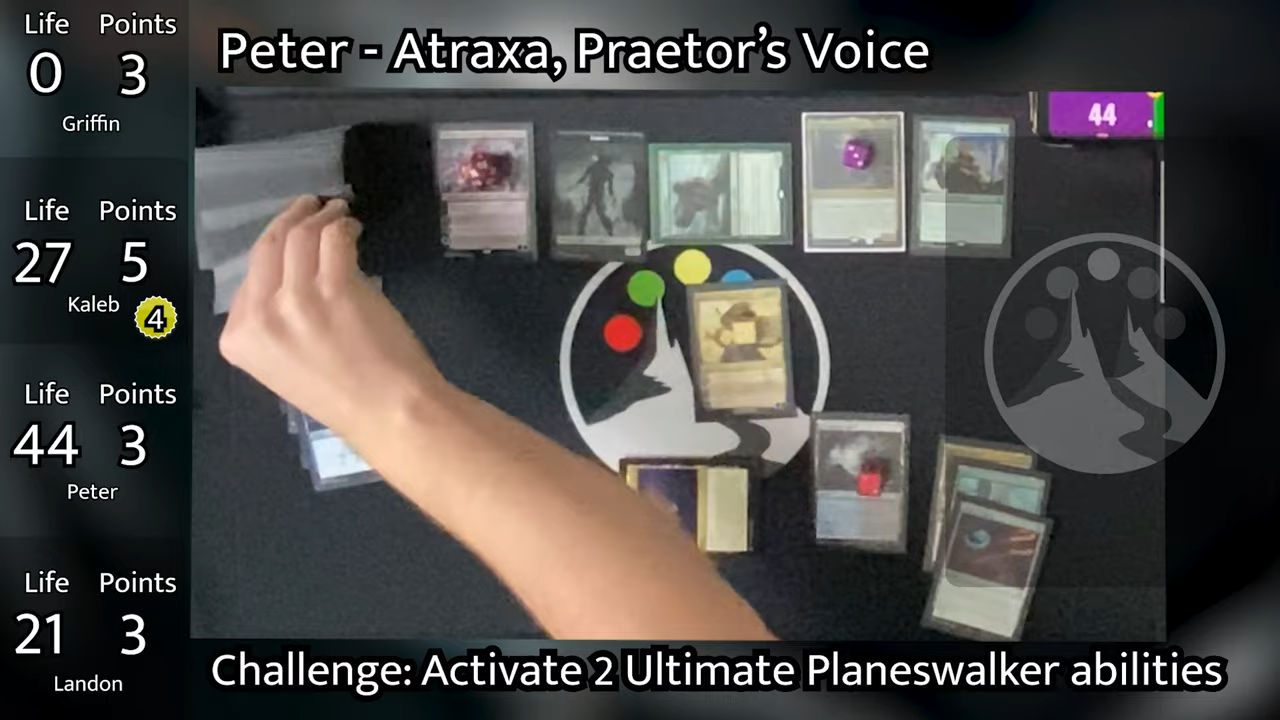 Life Points
0 3
Griffin
Life Points
27 5
Kaleb 4
Life Points
44 3
Peter
Life Points
21 3
Landon
Peter - Atraxa, Praetor’s Voice
44
Challenge: Activate 2 Ultimate Planeswalker abilities